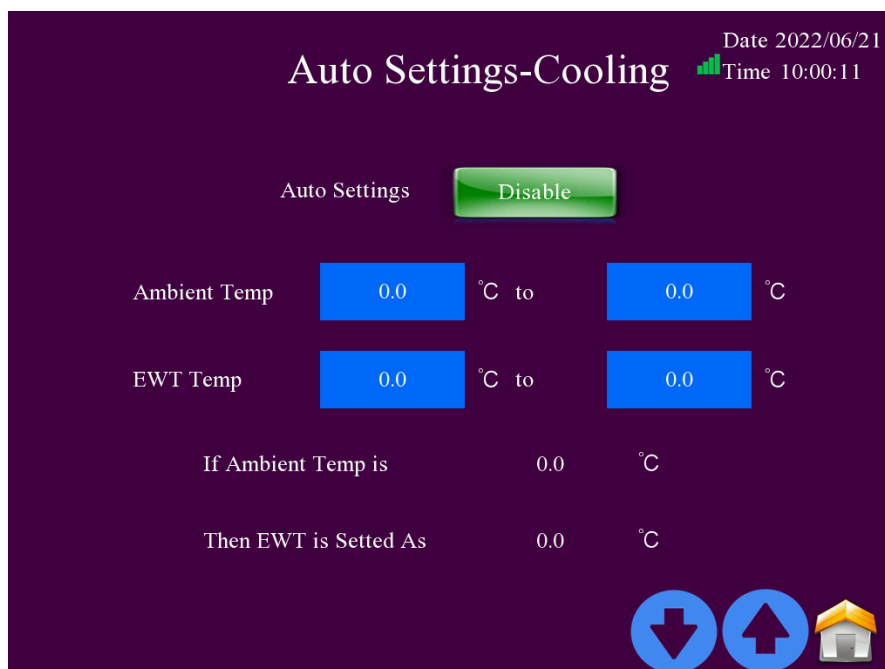 Date 2022/06/21
Auto Settings-Cooling
Time 10:00:11
Auto Settings Disable
Ambient Temp 0.0 °C to 0.0 °C
EWT Temp 0.0 °C to 0.0 °C
If Ambient Temp is 0.0 °C
Then EWT is Setted As 0.0 °C